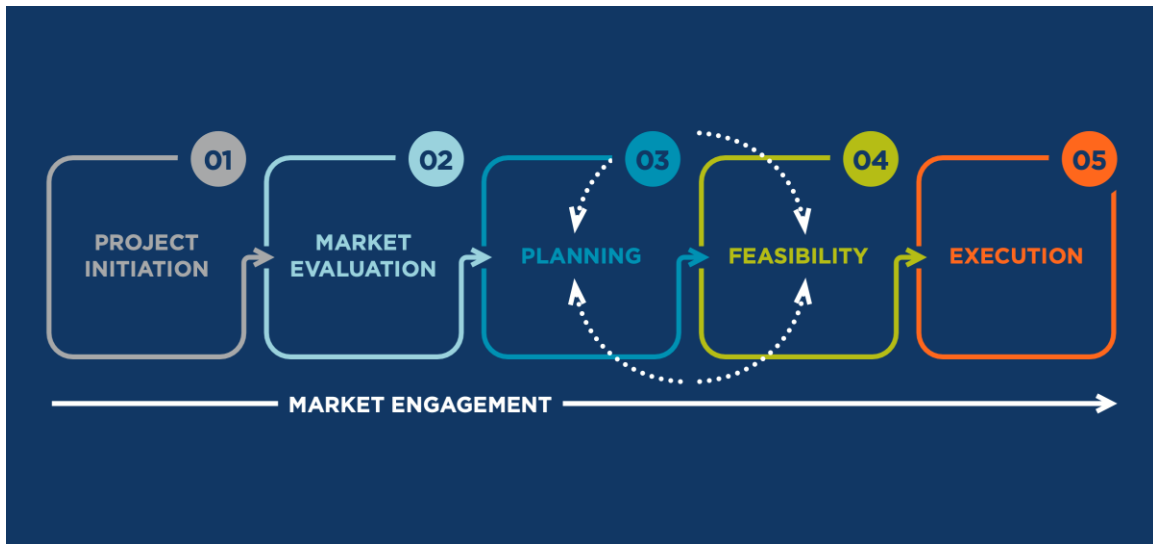 01
PROJECT
INITIATION
02
MARKET
EVALUATION
03
PLANNING
04
FEASIBILITY
05
EXECUTION
MARKET ENGAGEMENT